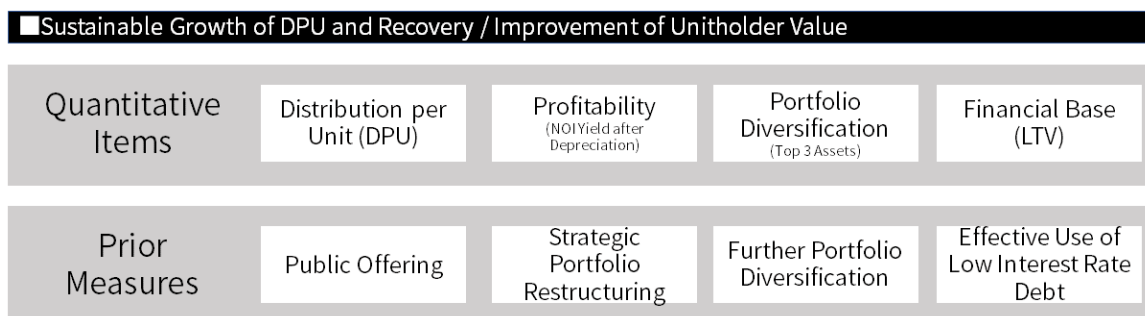 ■Sustainable Growth of DPU and Recovery / Improvement of Unitholder Value
Quantitative
Items
Distribution per
Unit (DPU)
Profitability
(NOI Yield after
Depreciation)
Portfolio
Diversification
(Top 3 Assets)
Financial Base
(LTV)
Prior
Measures
Public Offering
Strategic
Portfolio
Restructuring
Further Portfolio
Diversification
Effective Use of
Low Interest Rate
Debt